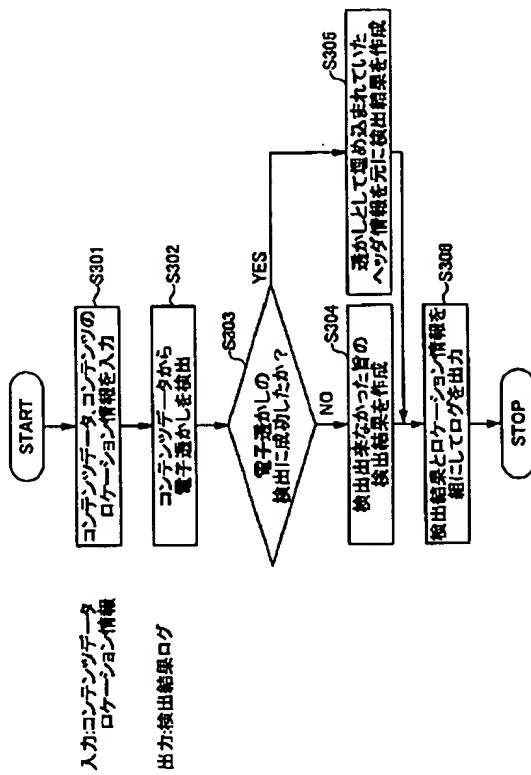 入力:コンテンツデータ
ロケーション情報
出力:検出結果ログ
START
S301
コンテンツデータ、コンテンツの
ロケーション情報を入力
S302
コンテンツデータから
電子透かしを検出
S303
電子透かしの
検出に成功したか?
YES
NO
S304
検出出来なかった旨の
検出結果を作成
S305
透かしとして埋め込まれていた
ヘッダ情報を元に検出結果を作成
S308
検出結果とロケーション情報を
組にしてログを出力
STOP